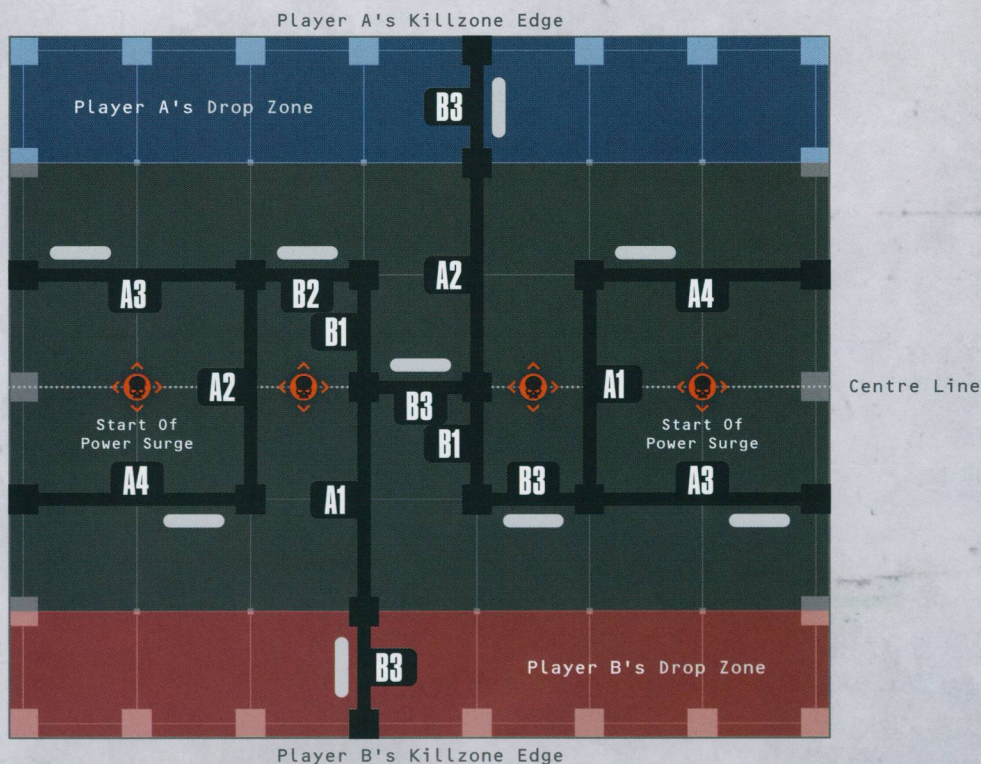 Player A's Killzone Edge
Player A's Drop Zone
B3
A2
A3
B2
A4
B1
A2
A1
Centre Line
B3
Start Of
Power Surge
Start Of
Power Surge
B1
A4
A1
B3
A3
B3
Player B's Drop Zone
Player B's Killzone Edge